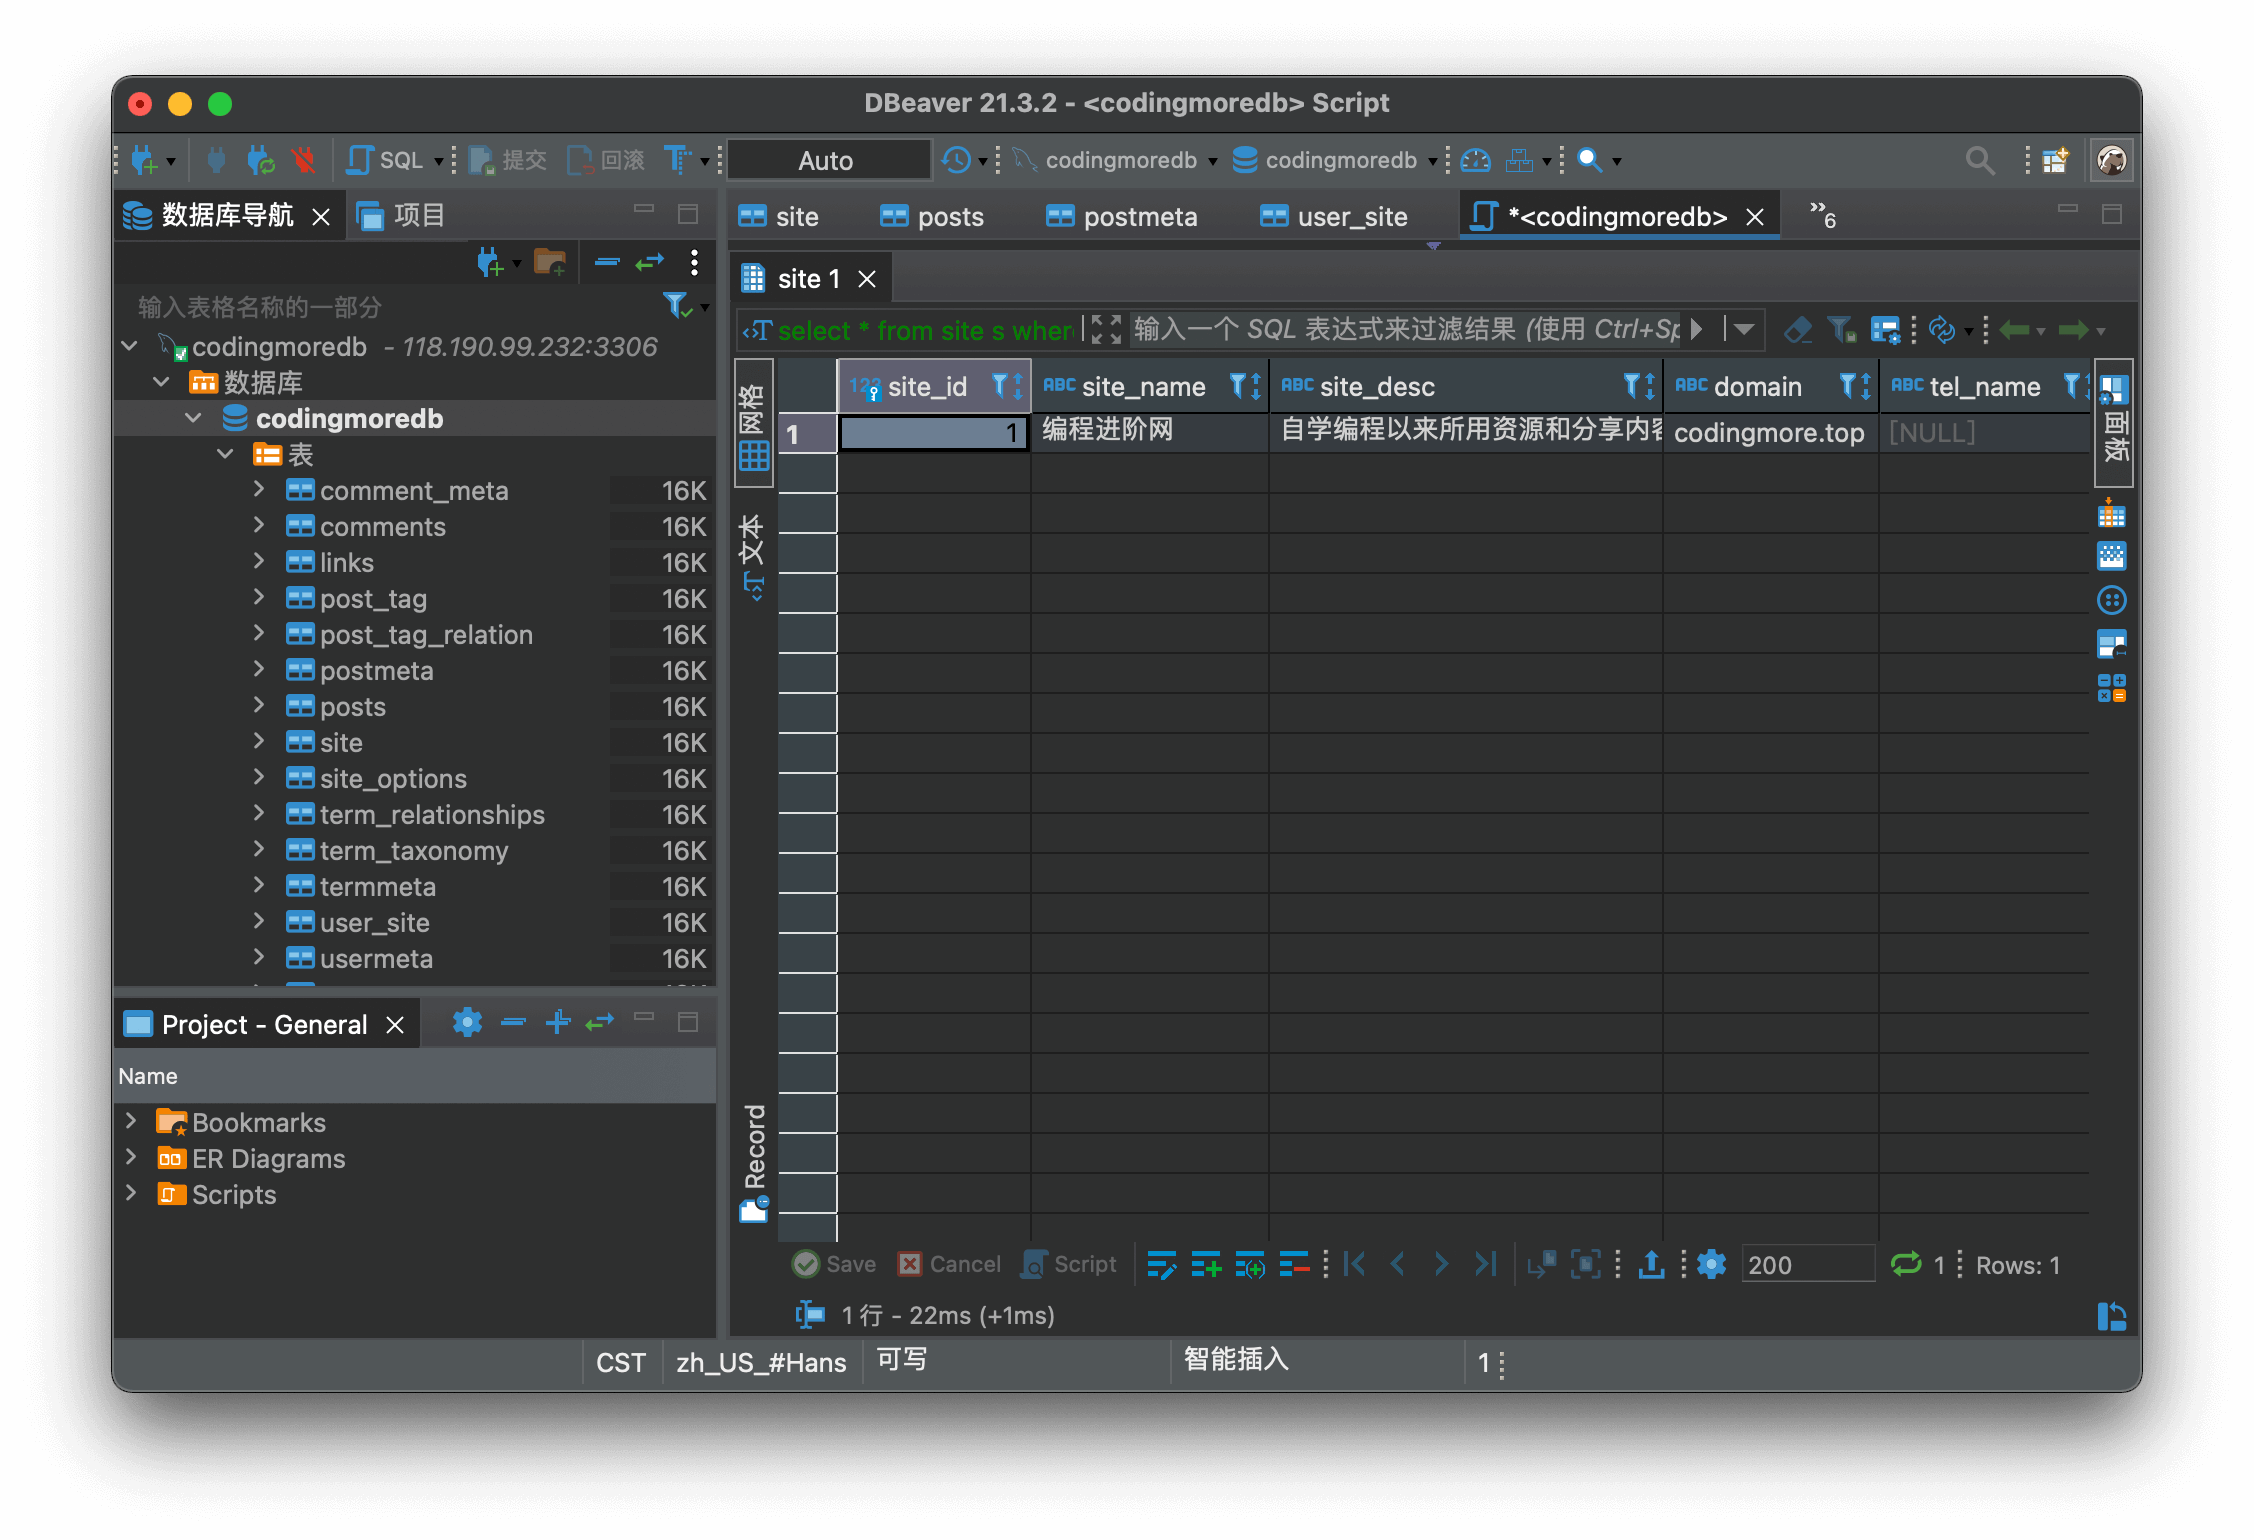 DBeaver 21.3.2 - <codingmoredb> Script
SQL 提交 回滚 Auto codingmoredb codingmoredb
数据库导航 项目
site posts postmeta user_site *<codingmoredb> »6
site 1
输入表格名称的一部分
select * from site s wher 输入一个 SQL 表达式来过滤结果 (使用 Ctrl+Sp
codingmoredb - 118.190.99.232:3306
数据库
codingmoredb
表
comment_meta 16K
comments 16K
links 16K
post_tag 16K
post_tag_relation 16K
postmeta 16K
posts 16K
site 16K
site_options 16K
term_relationships 16K
term_taxonomy 16K
termmeta 16K
user_site 16K
usermeta 16K
网格
文本
Record
123 site_id ABC site_name ABC site_desc ABC domain ABC tel_name
1 1 编程进阶网 自学编程以来所用资源和分享内容 codingmore.top [NULL]
面板
Project - General
Name
Bookmarks
ER Diagrams
Scripts
Save Cancel Script 200 1 Rows: 1
1 行 - 22ms (+1ms)
CST zh_US_#Hans 可写 智能插入 1